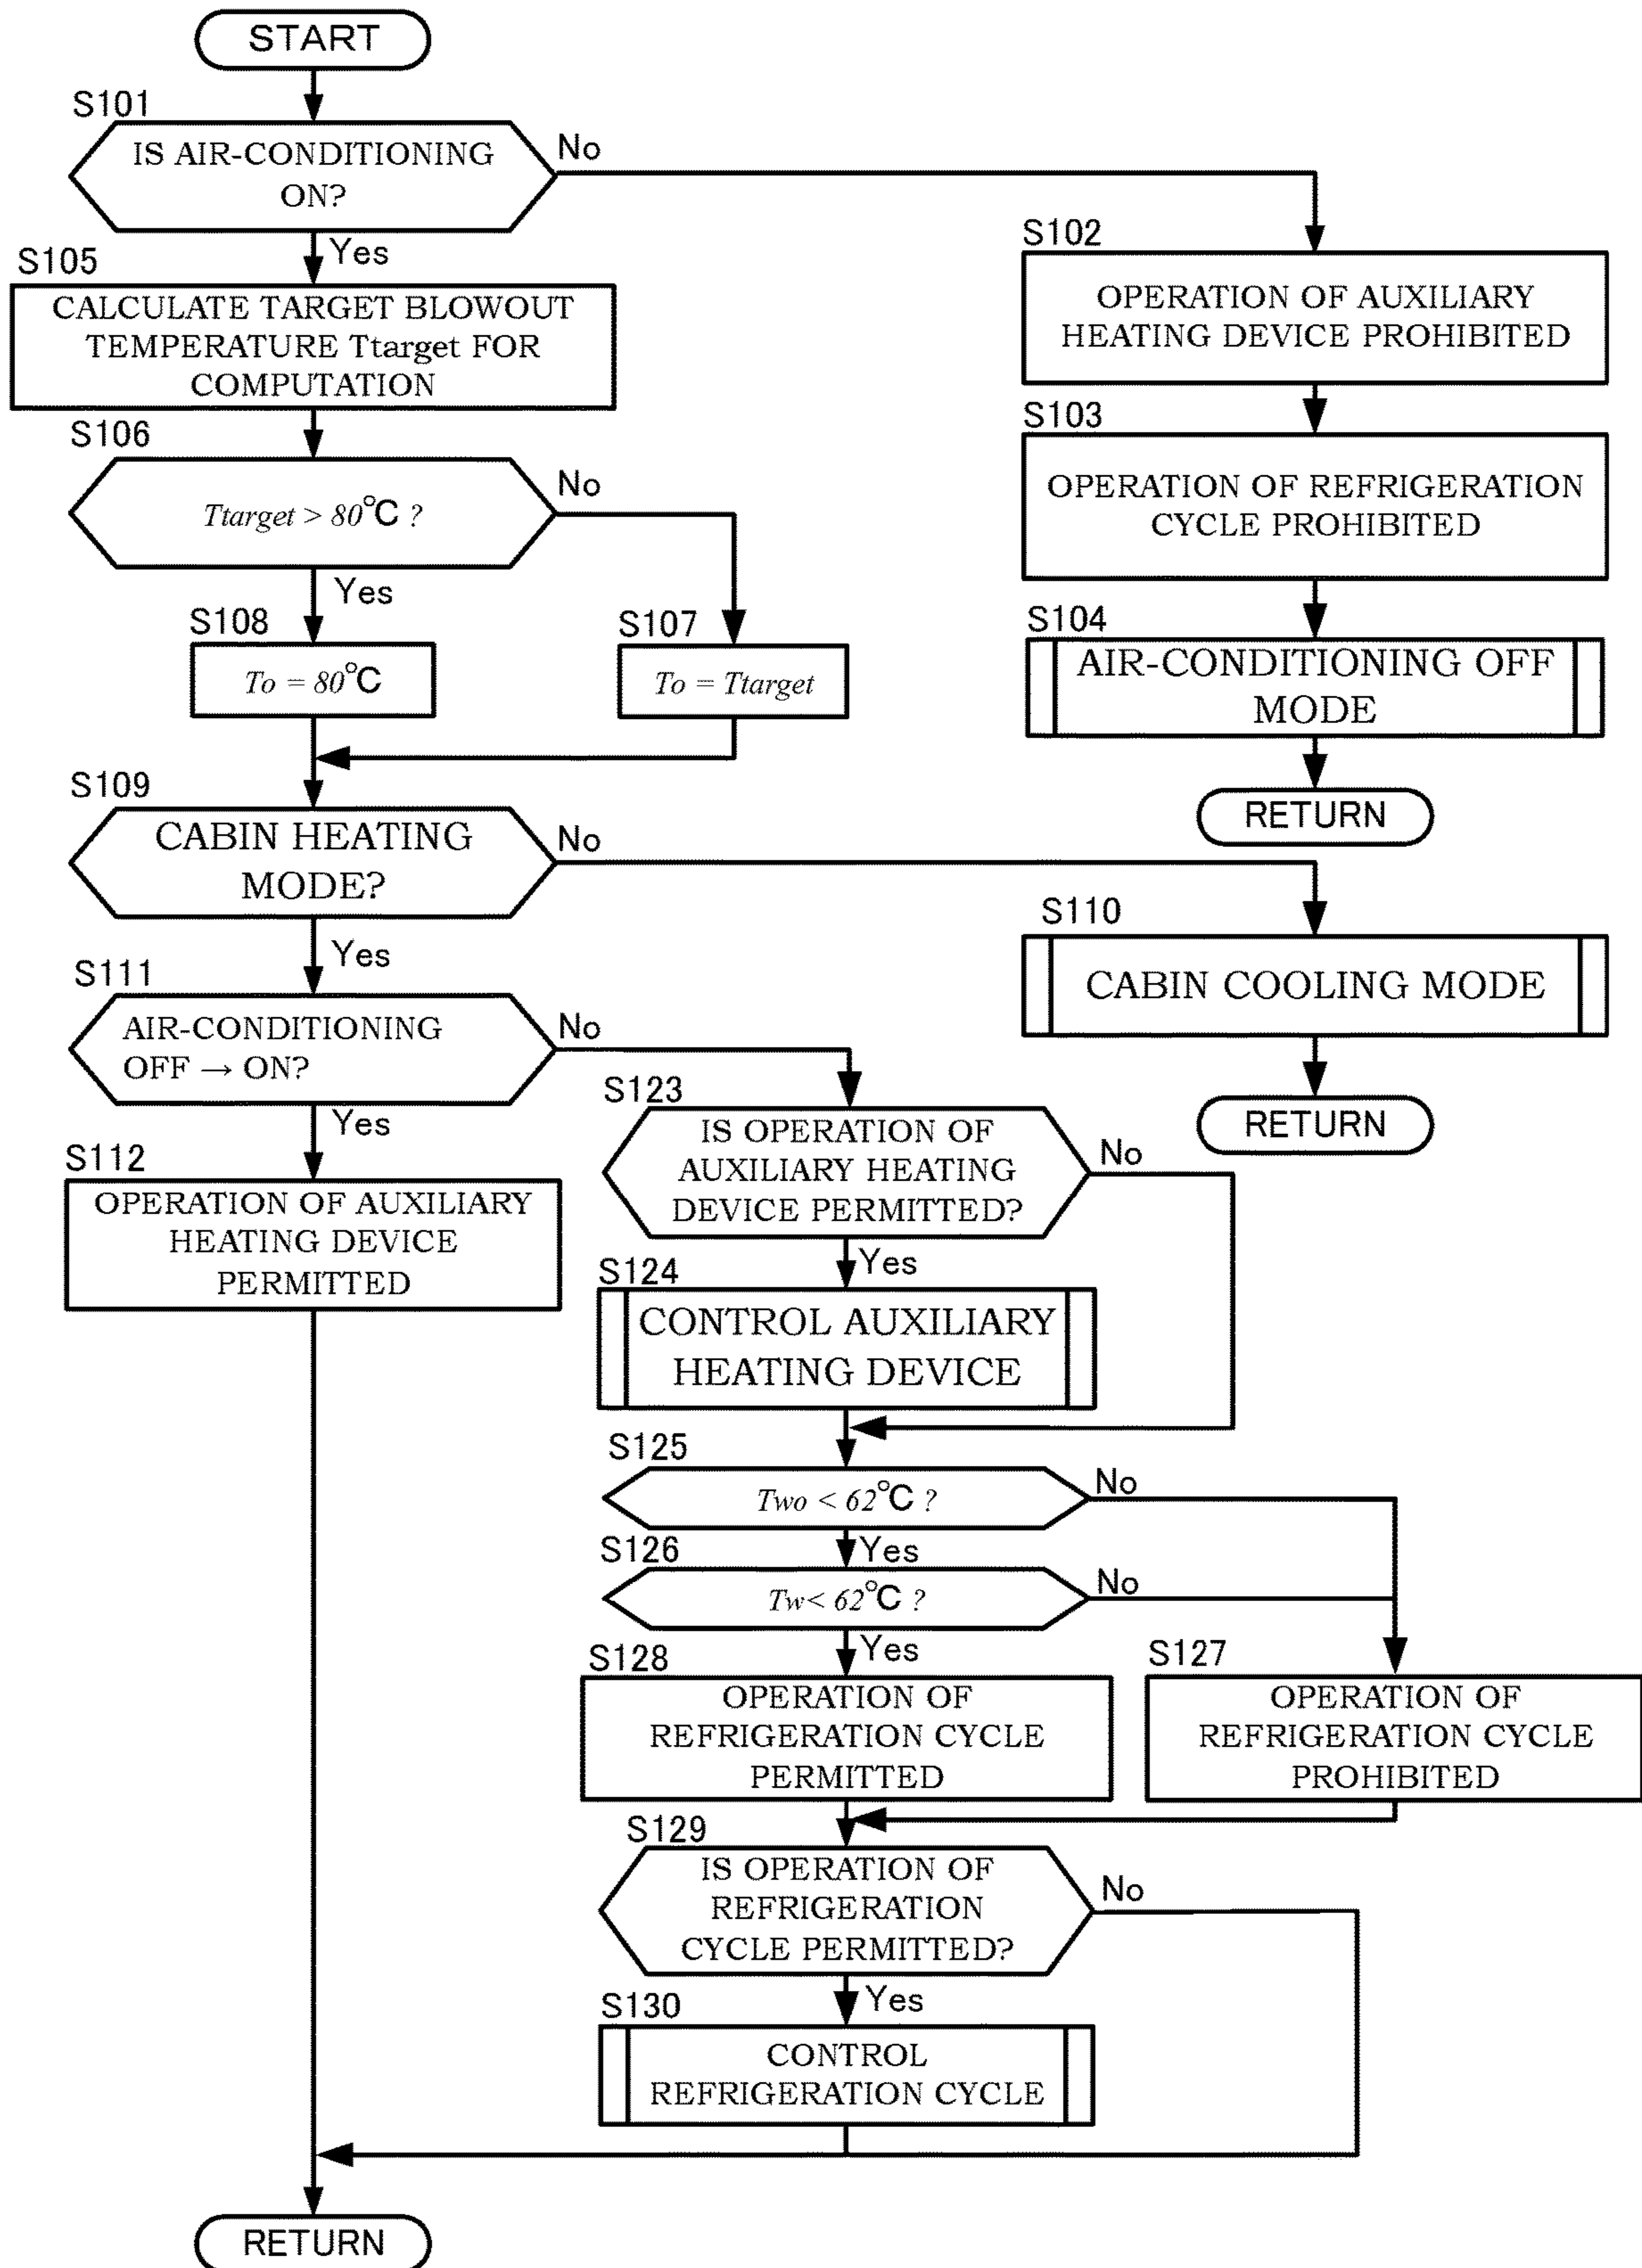 START
S101
IS AIR-CONDITIONING
ON?
No
Yes
S102
OPERATION OF AUXILIARY
HEATING DEVICE PROHIBITED
S103
OPERATION OF REFRIGERATION
CYCLE PROHIBITED
S104
AIR-CONDITIONING OFF
MODE
RETURN
S105
CALCULATE TARGET BLOWOUT
TEMPERATURE Ttarget FOR
COMPUTATION
S106
Ttarget > 80℃ ?
No
Yes
S108
To = 80℃
S107
To = Ttarget
S109
CABIN HEATING
MODE?
No
Yes
S110
CABIN COOLING MODE
RETURN
S111
AIR-CONDITIONING
OFF → ON?
No
Yes
S112
OPERATION OF AUXILIARY
HEATING DEVICE
PERMITTED
S123
IS OPERATION OF
AUXILIARY HEATING
DEVICE PERMITTED?
No
Yes
S124
CONTROL AUXILIARY
HEATING DEVICE
S125
Two < 62℃ ?
No
Yes
S126
Tw< 62℃ ?
No
Yes
S128
OPERATION OF
REFRIGERATION CYCLE
PERMITTED
S127
OPERATION OF
REFRIGERATION CYCLE
PROHIBITED
S129
IS OPERATION OF
REFRIGERATION
CYCLE PERMITTED?
No
Yes
S130
CONTROL
REFRIGERATION CYCLE
RETURN